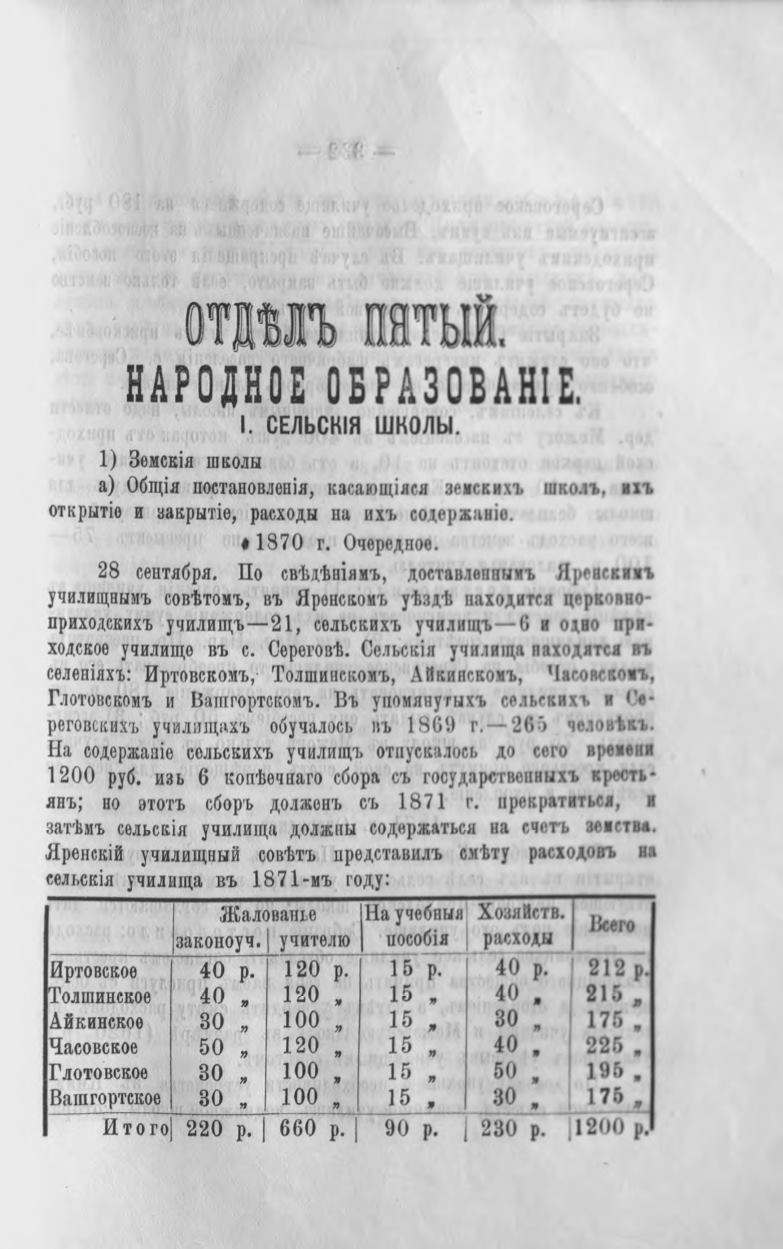 ОТДѢЛЪ ПЯТЫЙ.
НАРОДНОЕ ОБРАЗОВАНІЕ.
I. СЕЛЬСКІЯ ШКОЛЫ.
1) Земскія школы
а) Общія постановленія, касающіяся земскихъ школъ, ихъ
открытіе и закрытіе, расходы на ихъ содержаніе.
1870 г. Очередное.
28 сентября. По свѣдѣніямъ, доставленнымъ Яренскимъ
училищнымъ совѣтомъ, въ Яренскомъ уѣздѣ находится церковно-
приходскихъ училищъ—21, сельскихъ училищъ—6 и одно при-
ходское училище въ с. Сереговѣ. Сельскія училища находятся въ
селеніяхъ: Иртовскомъ, Толшинскомъ, Айкинскомъ, Часовскомъ,
Глотовскомъ и Вашгортскомъ. Въ упомянутыхъ сельскихъ и Се-
реговскихъ училищахъ обучалось въ 1869 г.—265 человѣкъ.
На содержаніе сельскихъ училищъ отпускалось до сего времени
1200 руб. изъ 6 копѣечнаго сбора съ государственныхъ кресть-
янъ; но этотъ сборъ долженъ съ 1871 г. прекратиться, и
затѣмъ сельскія училища должны содержаться на счетъ земства.
Яренскій училищный совѣтъ представилъ смѣту расходовъ на
сельскія училища въ 1871-мъ году:
Жалованье На учебныя Хозяйств. Всего
законоуч. учителю пособія расходы
Иртовское 40 р. 120 р. 15 р. 40 р. 212 р.
Толшинское 40 „ 120 „ 15 „ 40 „ 215 „
Айкинское 30 „ 100 „ 15 „ 30 „ 175 „
Часовское 50 „ 120 „ 15 „ 40 „ 225 „
Глотовское 30 „ 100 „ 15 „ 50 „ 195 „
Вашгортское 30 „ 100 „ 15 „ 30 „ 175 „
Итого 220 р. 660 р. 90 р. 230 р. 1200 р.